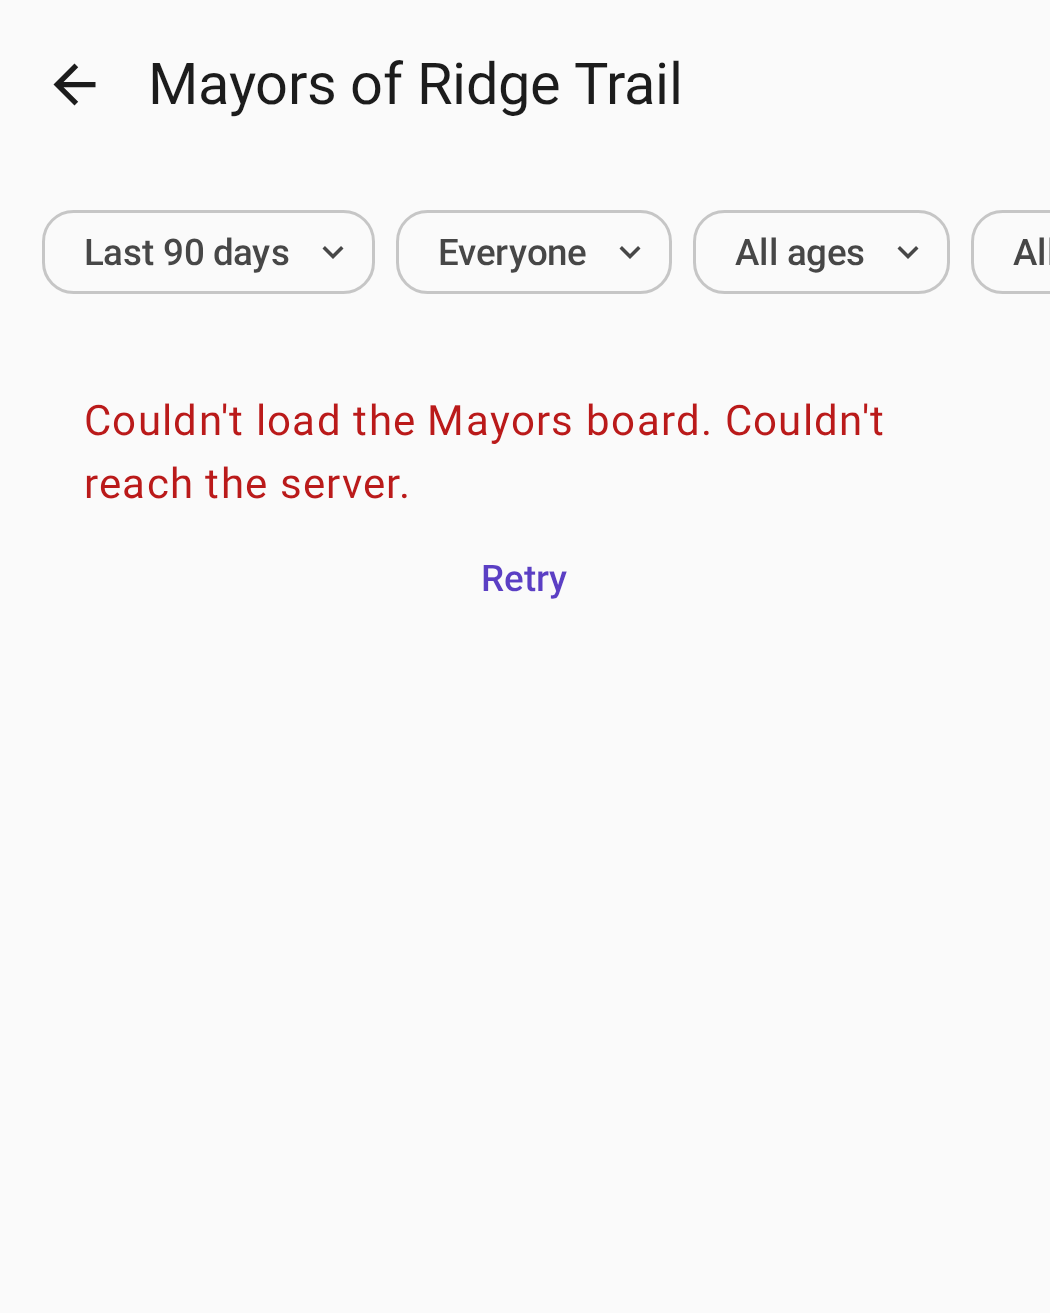 Mayors of Ridge Trail
Last 90 days
Everyone
All ages
All
Couldn't load the Mayors board. Couldn't
reach the server.
Retry